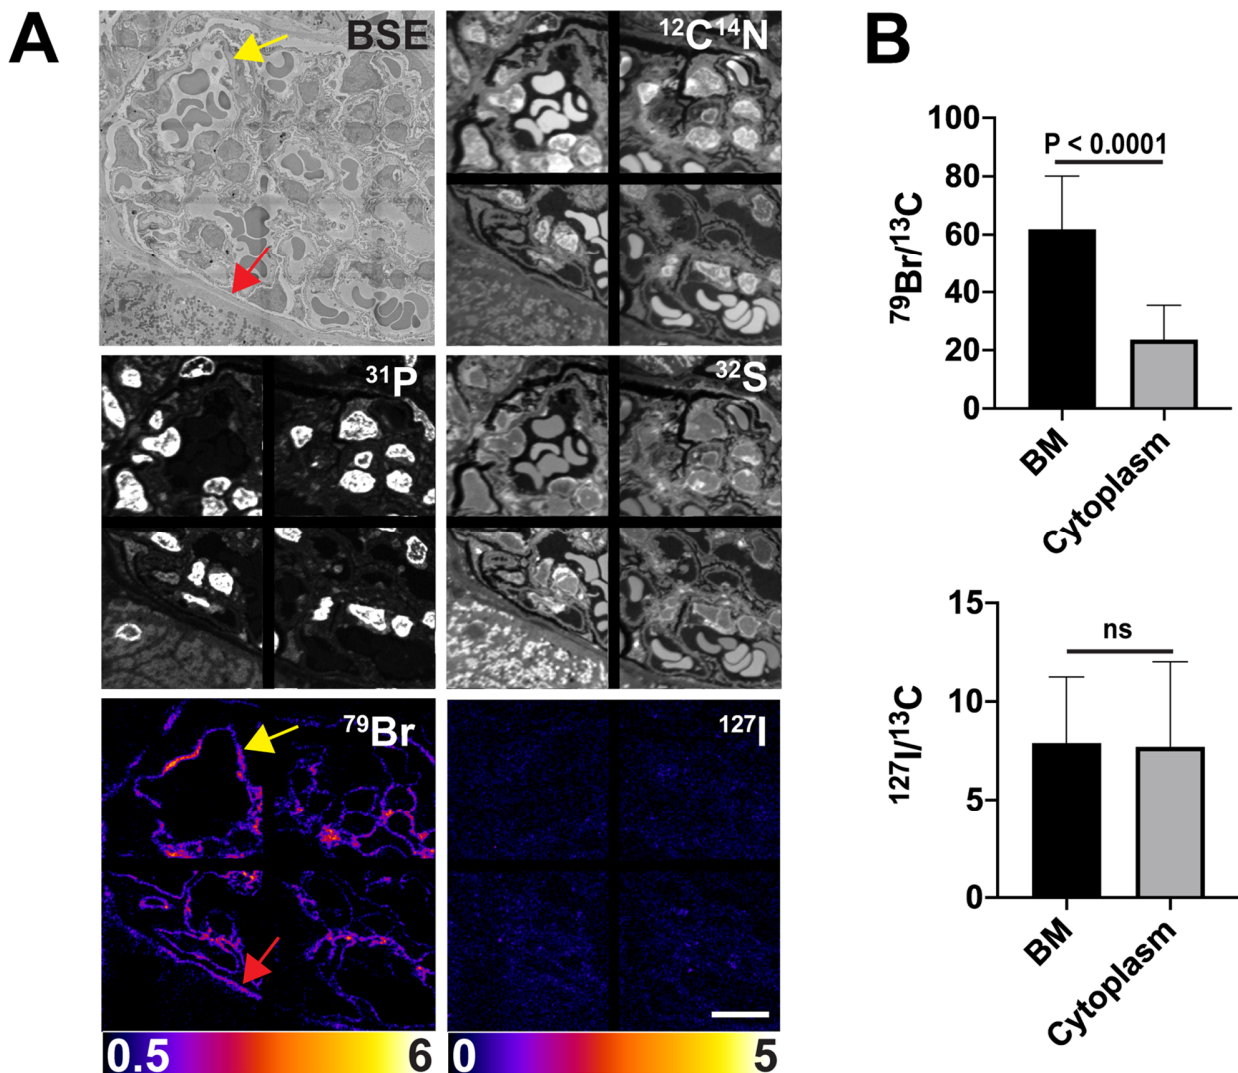 A
BSE
¹²C¹⁴N
³¹P
³²S
⁷⁹Br
¹²⁷I
0.5
6
0
5
B
⁷⁹Br/¹³C
100
80
60
40
20
0
P < 0.0001
BM
Cytoplasm
¹²⁷I/¹³C
15
10
5
0
ns
BM
Cytoplasm